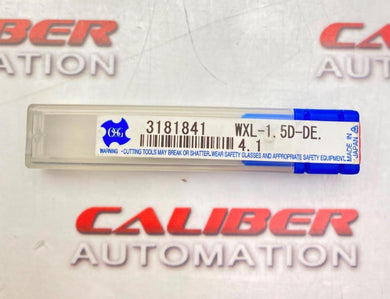 CALIBER
AUTOMATION
OSG
3181841 WXL-1.5D-DE.
4.1
WARNING -CUTTING TOOLS MAY BREAK OR SHATTER. WEAR SAFETY GLASSES AND APPROPRIATE SAFETY EQUIPMENT.
MADE IN
JAPAN
CALIBER
AUTOMATION